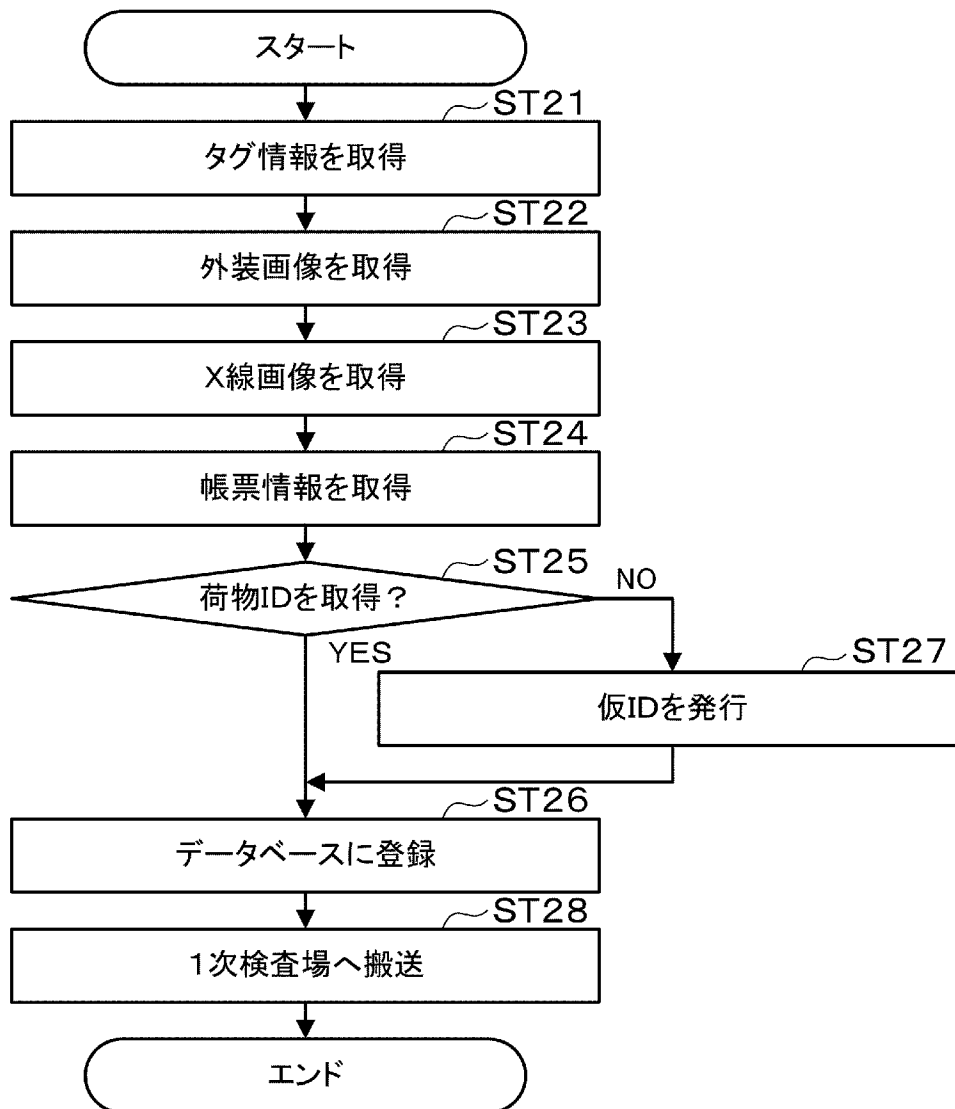 スタート
ST21
タグ情報を取得
ST22
外装画像を取得
ST23
X線画像を取得
ST24
帳票情報を取得
ST25
荷物IDを取得？
NO
YES
ST27
仮IDを発行
ST26
データベースに登録
ST28
1次検査場へ搬送
エンド